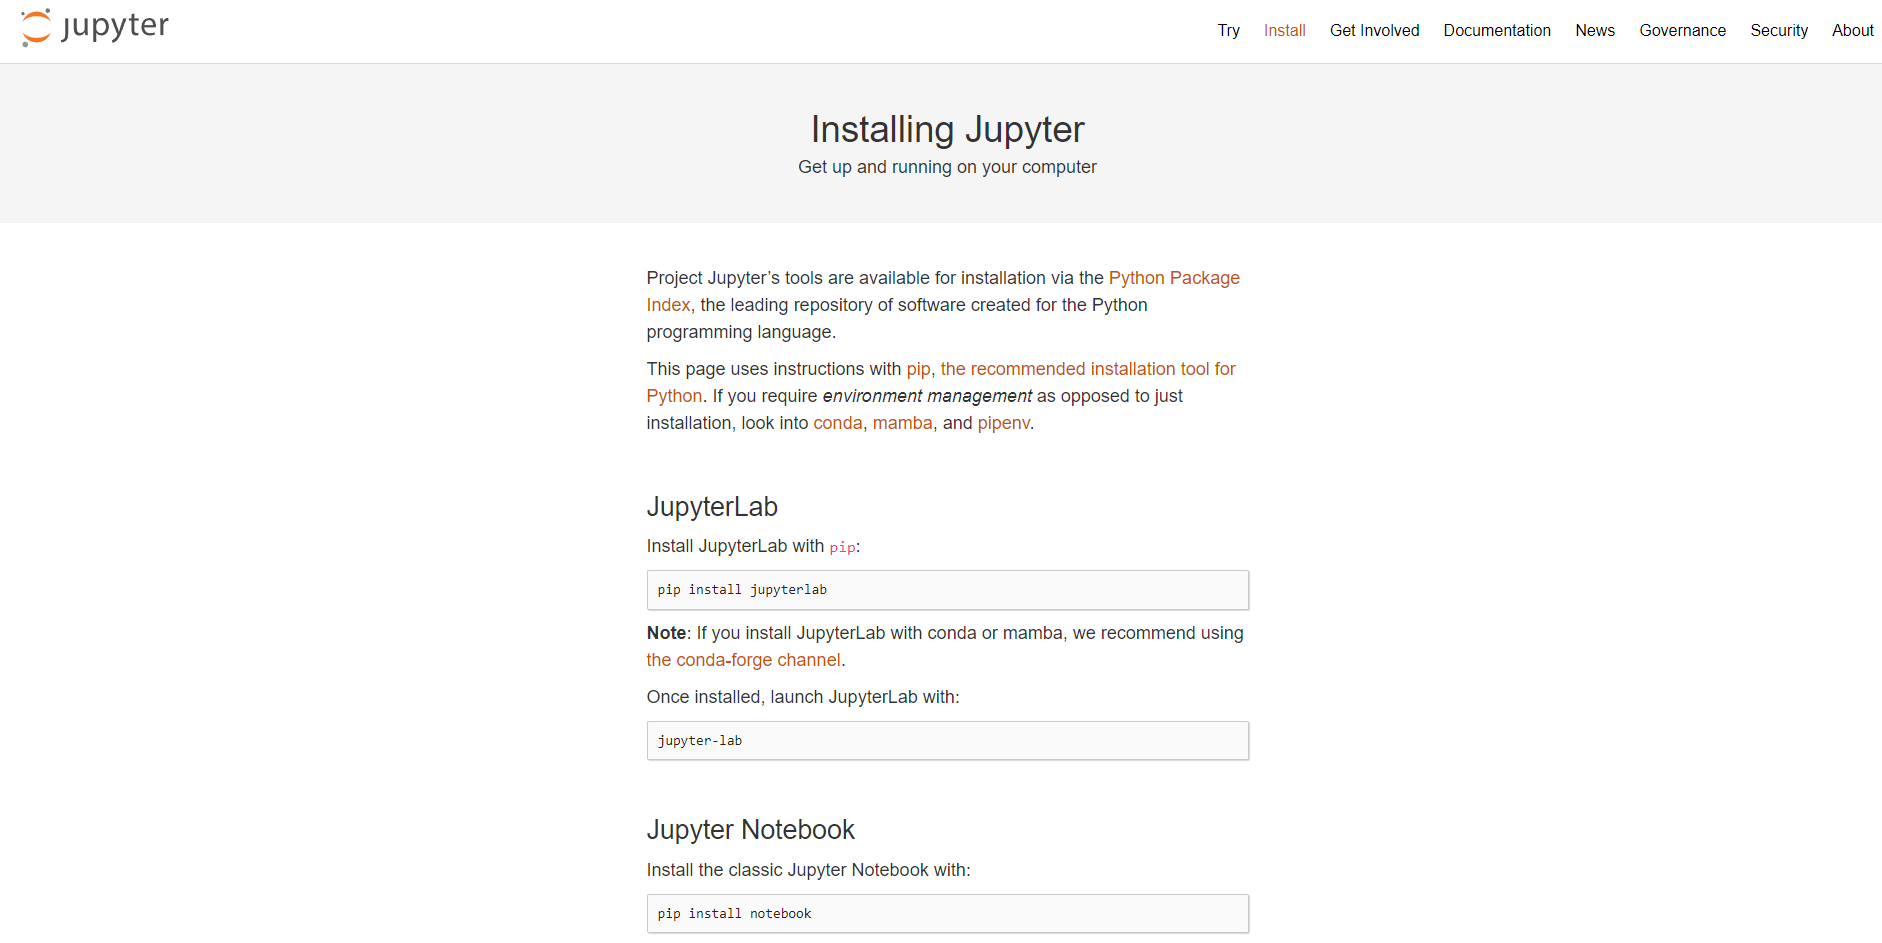 jupyter
Try Install Get Involved Documentation News Governance Security About
Installing Jupyter
Get up and running on your computer
Project Jupyter’s tools are available for installation via the Python Package
Index, the leading repository of software created for the Python
programming language.
This page uses instructions with pip, the recommended installation tool for
Python. If you require environment management as opposed to just
installation, look into conda, mamba, and pipenv.
JupyterLab
Install JupyterLab with pip:
pip install jupyterlab
Note: If you install JupyterLab with conda or mamba, we recommend using
the conda-forge channel.
Once installed, launch JupyterLab with:
jupyter-lab
Jupyter Notebook
Install the classic Jupyter Notebook with:
pip install notebook